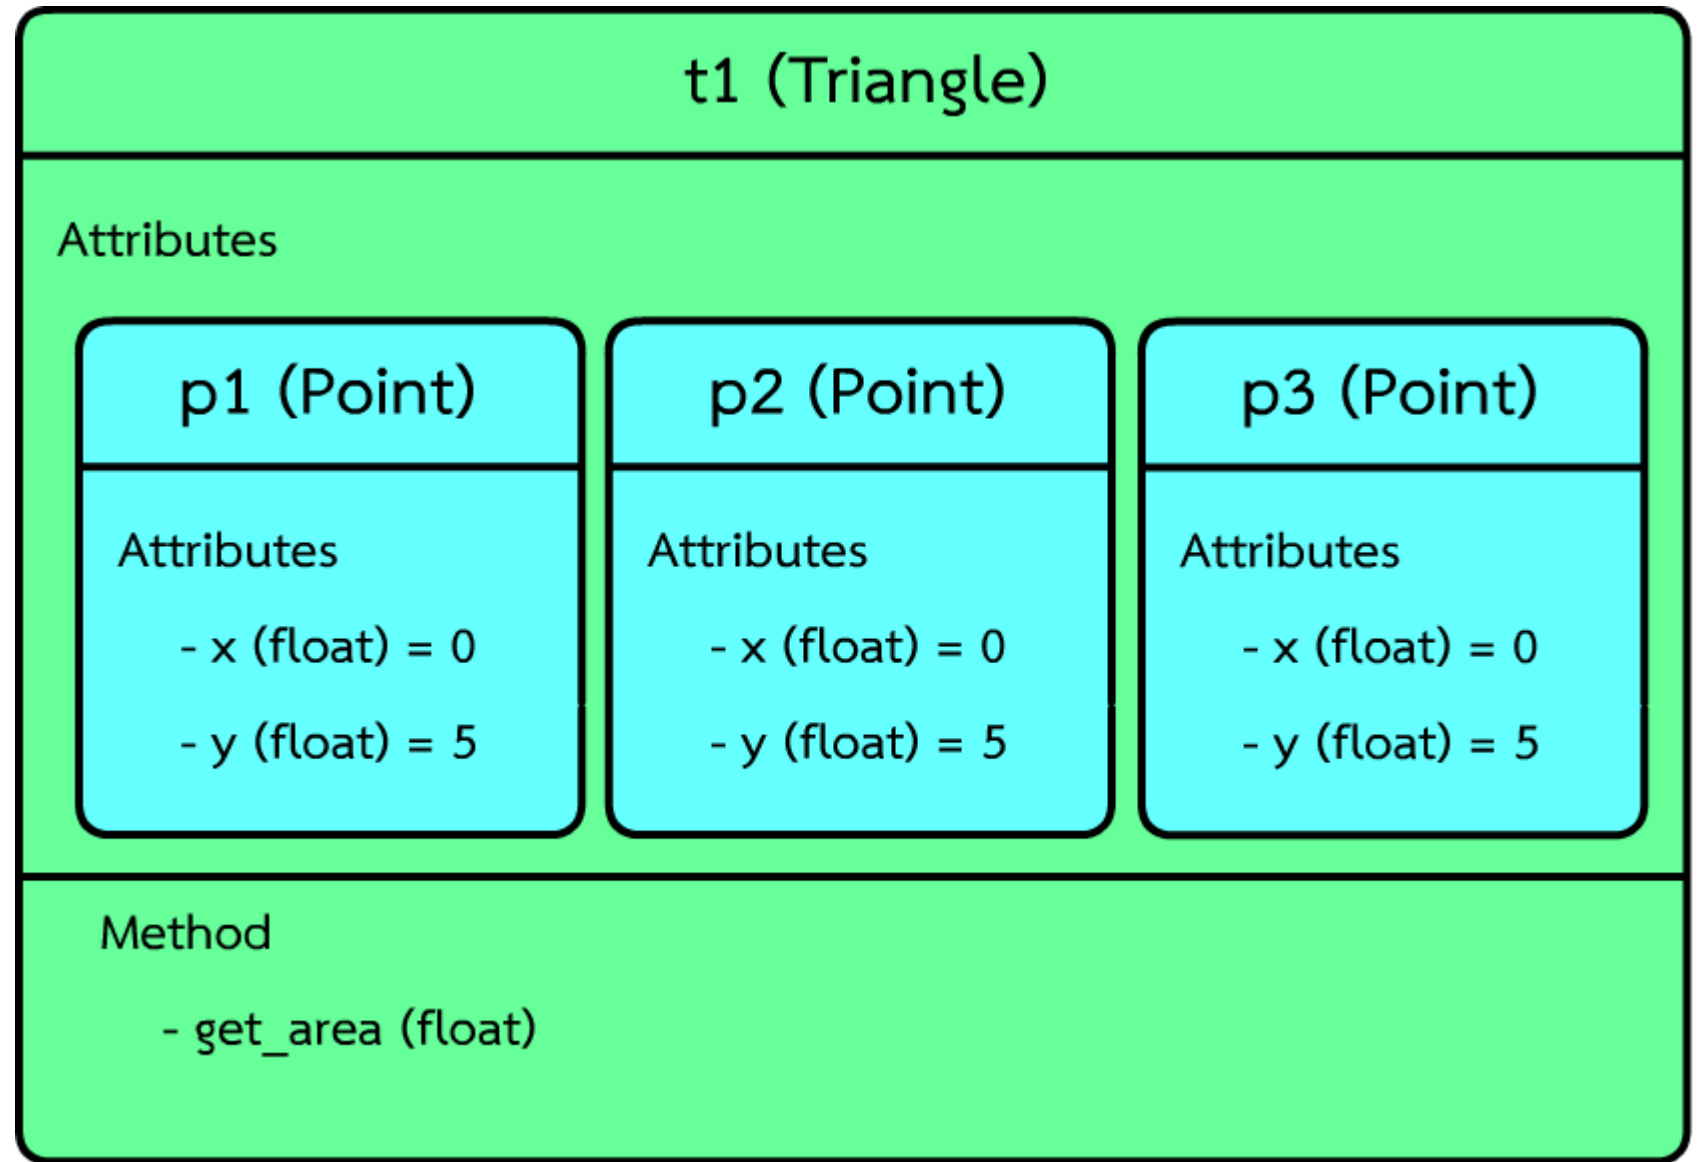 t1 (Triangle)
Attributes
p1 (Point)
Attributes
- x (float) = 0
- y (float) = 5
p2 (Point)
Attributes
- x (float) = 0
- y (float) = 5
p3 (Point)
Attributes
- x (float) = 0
- y (float) = 5
Method
- get_area (float)